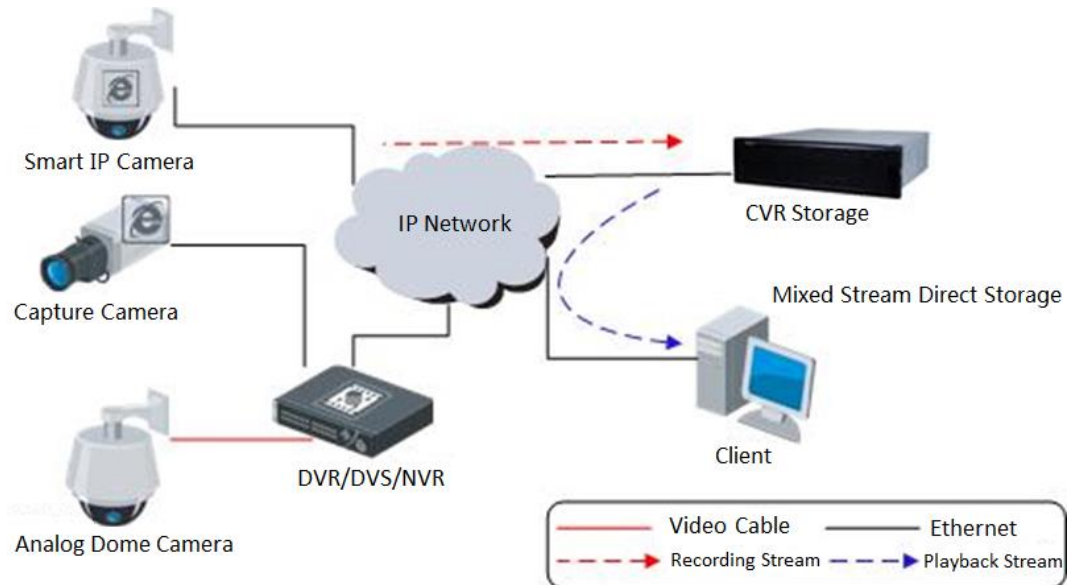 Smart IP Camera
IP Network
CVR Storage
Capture Camera
Mixed Stream Direct Storage
DVR/DVS/NVR
Client
Analog Dome Camera
Video Cable
Ethernet
Recording Stream
Playback Stream